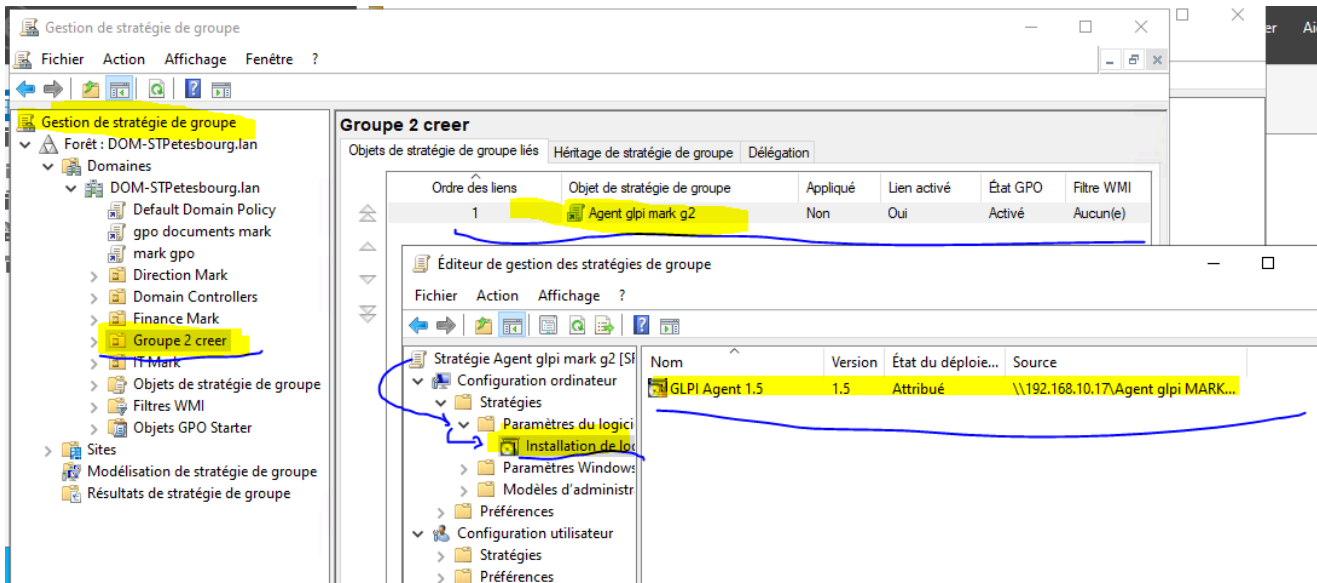 Gestion de stratégie de groupe
er Ai
Fichier Action Affichage Fenêtre ?
Gestion de stratégie de groupe
Forêt : DOM-STPetesbourg.lan
Domaines
DOM-STPetesbourg.lan
Default Domain Policy
gpo documents mark
mark gpo
Direction Mark
Domain Controllers
Finance Mark
Groupe 2 creer
IT Mark
Objets de stratégie de groupe
Filtres WMI
Objets GPO Starter
Sites
Modélisation de stratégie de groupe
Résultats de stratégie de groupe
Groupe 2 creer
Objets de stratégie de groupe liés Héritage de stratégie de groupe Délégation
Ordre des liens Objet de stratégie de groupe Appliqué Lien activé État GPO Filtre WMI
1 Agent glpi mark g2 Non Oui Activé Aucun(e)
Éditeur de gestion des stratégies de groupe
Fichier Action Affichage ?
Stratégie Agent glpi mark g2 [SF
Configuration ordinateur
Stratégies
Paramètres du logici
Installation de log
Paramètres Windows
Modèles d'administr
Préférences
Configuration utilisateur
Stratégies
Préférences
Nom Version État du déploie... Source
GLPI Agent 1.5 1.5 Attribué \\192.168.10.17\Agent glpi MARK...